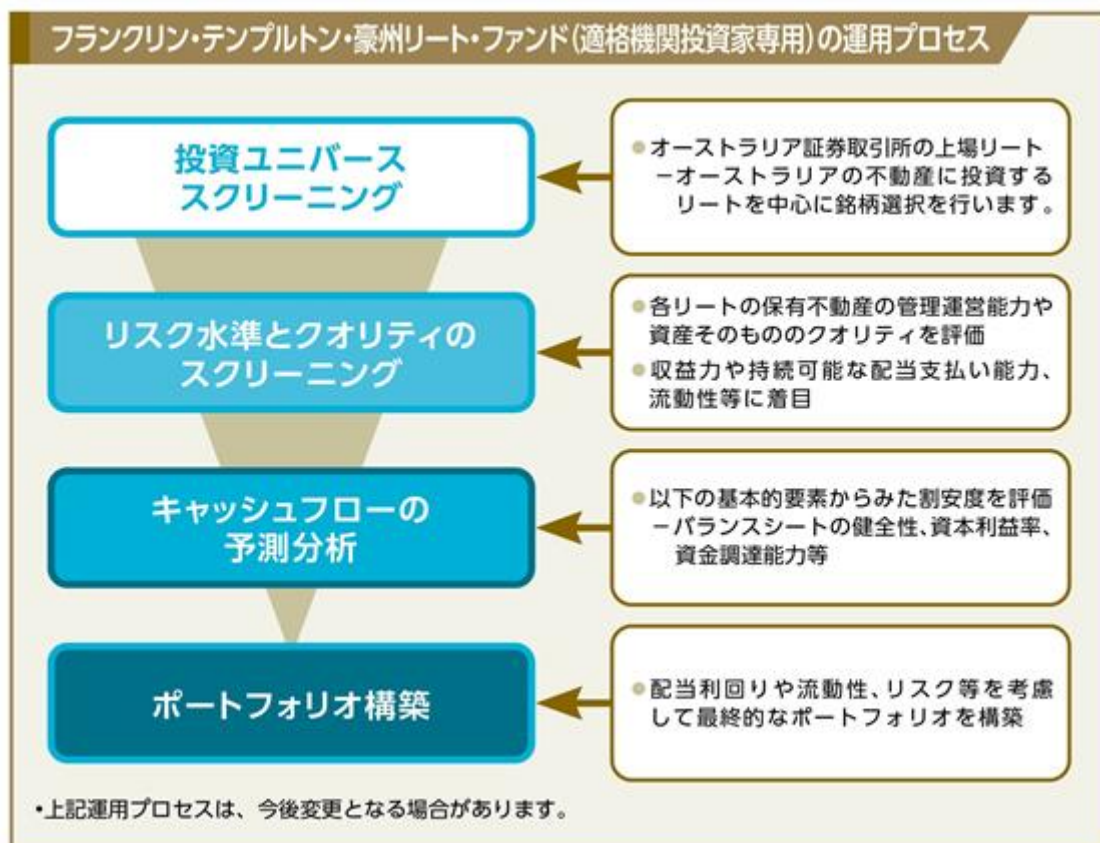 フランクリン・テンプルトン・豪州リート・ファンド(適格機関投資家専用)の運用プロセス
投資ユニバース
スクリーニング
●オーストラリア証券取引所の上場リート
－オーストラリアの不動産に投資する
リートを中心に銘柄選択を行います。
リスク水準とクオリティの
スクリーニング
●各リートの保有不動産の管理運営能力や
資産そのもののクオリティを評価
●収益力や持続可能な配当支払い能力、
流動性等に着目
キャッシュフローの
予測分析
●以下の基本的要素からみた割安度を評価
－バランスシートの健全性、資本利益率、
資金調達能力等
ポートフォリオ構築
●配当利回りや流動性、リスク等を考慮
して最終的なポートフォリオを構築
・上記運用プロセスは、今後変更となる場合があります。